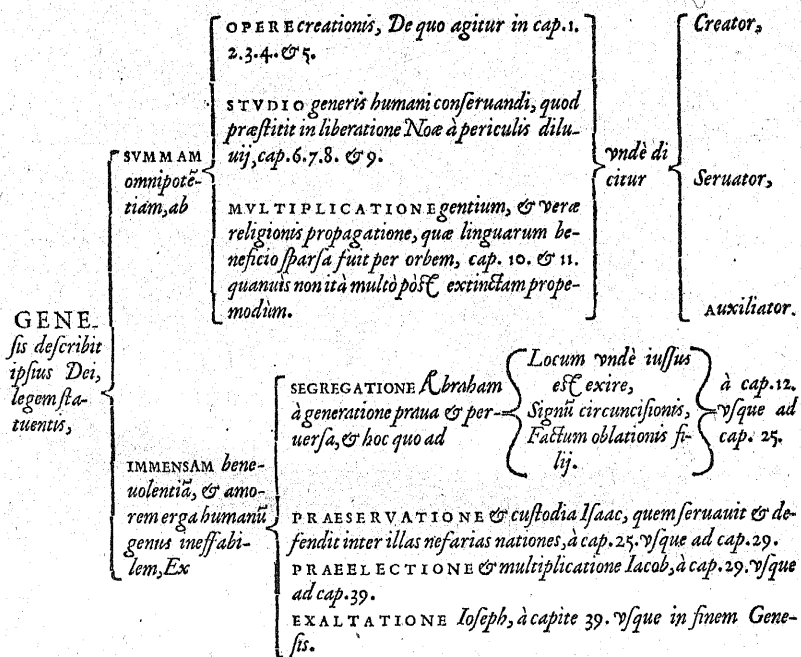 GENE-
ſis deſcribit
ipſius Dei,
legem ſta-
tuentis,
SVMMAM
omnipotẽ-
tiam, ab
OPERE creationis, De quo agitur in cap. 1.
2. 3. 4. & 5.
STVDIO generis humani conſeruandi, quod
præſtitit in liberatione Noæ à periculis dilu-
uij, cap. 6. 7. 8. & 9.
MVLTIPLICATIONE gentium, & veræ
religionis propagatione, quæ linguarum be-
neficio ſparſa fuit per orbem, cap. 10. & 11.
quanuis non ità multò pòſt extinctam prope-
modùm.
vndè di
citur
Creator,
Seruator,
Auxiliator.
IMMENSAM bene-
uolentiã, & amo-
rem erga humanũ
genus ineffabi-
lem, Ex
SEGREGATIONE Abraham
à generatione praua & per-
uerſa, & hoc quo ad
Locum vndè iuſſus
eſt exire,
Signũ circunciſionis,
Factum oblationis fi-
lij.
à cap. 12.
vſque ad
cap. 25.
PRAESERVATIONE & cuſtodia Iſaac, quem ſeruauit & de-
fendit inter illas nefarias nationes, à cap. 25. vſque ad cap. 29.
PRAEELECTIONE & multiplicatione Iacob, à cap. 29. vſque
ad cap. 39.
EXALTATIONE Ioſeph, à capite 39. vſque in finem Gene-
ſis.